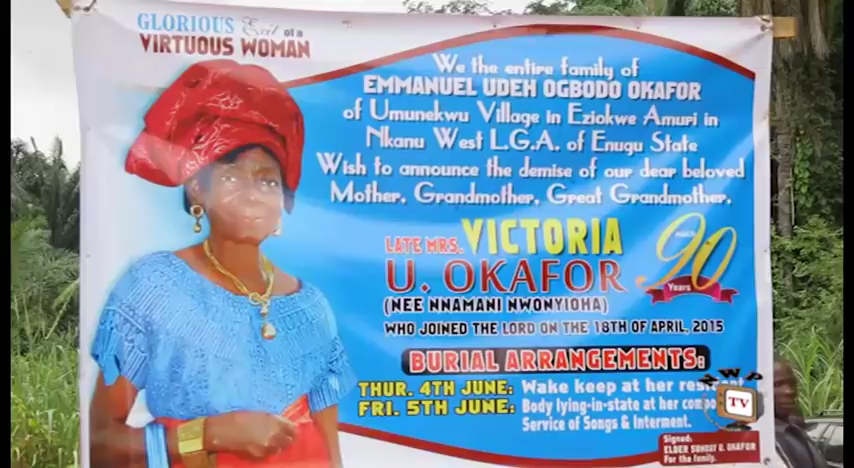 GLORIOUS Exit of a
VIRTUOUS WOMAN
We the entire family of
EMMANUEL UDEH OGBODO OKAFOR
of Umunekwu Village in Eziokwe Amuri in
Nkanu West L.G.A. of Enugu State
Wish to announce the demise of our dear beloved
Mother, Grandmother, Great Grandmother,
LATE MRS. VICTORIA
U. OKAFOR
AGED 90 Years
(NEE NNAMANI NWONYIOHA)
WHO JOINED THE LORD ON THE 18TH OF APRIL, 2015
BURIAL ARRANGEMENTS:
THUR. 4TH JUNE: Wake keep at her
FRI. 5TH JUNE: Body lying-in-state at her
Service of Songs & Interment.
Signed:
ELDER SUNDAY U. OKAFOR
For the family.
NWP
TV